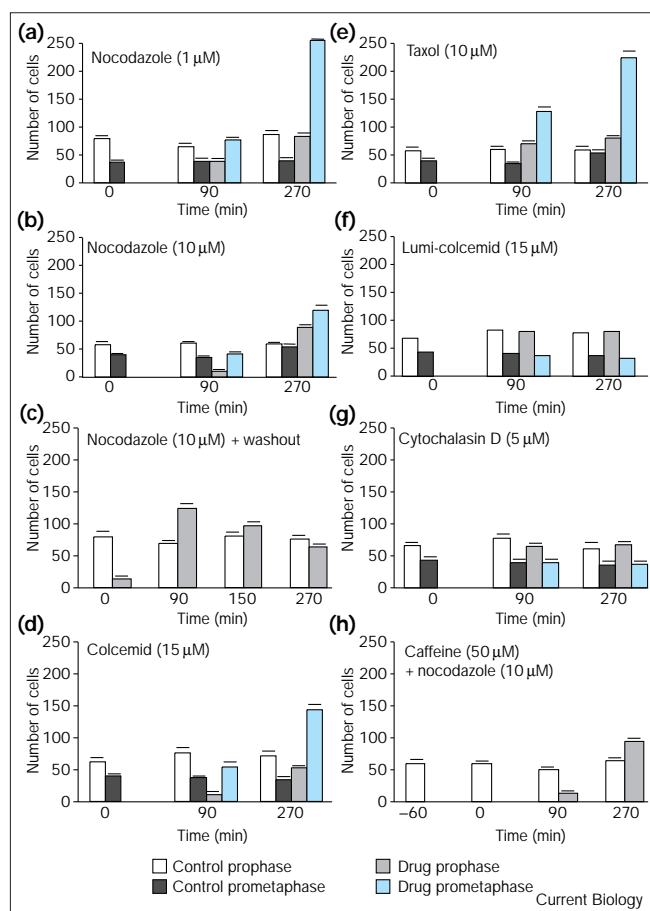 (a)
Nocodazole (1 μM)
Number of cells
250
200
150
100
50
0
0 90 270
Time (min)
(b)
Nocodazole
(10 μM)
Number of cells
250
200
150
100
50
0
0 90 270
Time (min)
(c)
Nocodazole (10 μM) + washout
Number of cells
250
200
150
100
50
0
0 90 150 270
Time (min)
(d)
Colcemid (15 μM)
Number of cells
250
200
150
100
50
0
0 90 270
Time (min)
(e)
Taxol (10 μM)
Number of cells
250
200
150
100
50
0
0 90 270
Time (min)
(f)
Lumi-colcemid (15 μM)
Number of cells
250
200
150
100
50
0
0 90 270
Time (min)
(g)
Cytochalasin D (5 μM)
Number of cells
250
200
150
100
50
0
0 90 270
Time (min)
(h)
Caffeine (50 μM)
+ nocodazole (10 μM)
Number of cells
250
200
150
100
50
0
−60 0 90 270
Time (min)
Control prophase
Control prometaphase
Drug prophase
Drug prometaphase
Current Biology